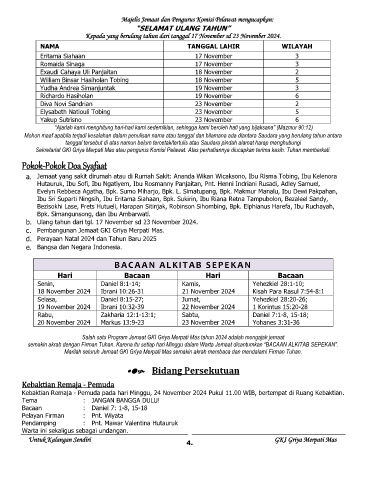 Majelis Jemaat dan Pengurus Komisi Pelawat mengucapkan:
"SELAMAT ULANG TAHUN"
Kepada yang berulang tahun dari tanggal 17 November sd 23 November 2024.
NAMA TANGGAL LAHIR WILAYAH
Eritama Siahaan 17 November 3
Romaida Sinaga 17 November 3
Exaudi Cahaya Uli Panjaitan 18 November 2
William Binsar Hasiholan Tobing 18 November 5
Yudha Andrea Simanjuntak 19 November 3
Richardo Hasiholan 19 November 6
Diva Novi Sandrian 23 November 2
Elysabeth Natiouli Tobing 23 November 5
Yakup Sutrisno 23 November 6
"Ajarlah kami menghitung hari-hari kami sedemikian, sehingga kami beroleh hati yang bijaksana" (Mazmur 90:12)
Mohon maaf apabila terjadi kesalahan dalam penulisan nama atau tanggal dan bilamana ada diantara Saudara yang berulang tahun antara
tanggal tersebut di atas namun belum tercetak/tertulis atau Saudara pindah alamat harap menghubungi
Sekretariat GKI Griya Merpati Mas atau pengurus Komisi Pelawat. Atas perhatiannya diucapkan terima kasih. Tuhan memberkati.
Pokok-Pokok Doa Syafaat
a. Jemaat yang sakit dirumah atau di Rumah Sakit: Ananda Wikan Wicaksono, Ibu Risma Tobing, Ibu Kelenora
Hutauruk, Ibu Sofi, Ibu Ngatiyem, Ibu Rosmanny Panjaitan, Pnt. Henni Indriani Rusadi, Adley Samuel,
Evelyn Rebbeca Agatha, Bpk. Sumo Miharjo, Bpk. L. Simatupang, Bpk. Makmur Manalu, Ibu Dewi Pakpahan,
Ibu Sri Suparti Ningsih, Ibu Eritama Siahaan, Bpk. Sukirin, Ibu Riana Retna Tampubolon, Bezaleel Sandy,
Bestokhi Lase, Frets Hutuel, Harapan Sitinjak, Robinson Sihombing, Bpk. Elphianus Harefa, Ibu Ruchayah,
Bpk. Simangunsong, dan Ibu Ambarwati.
b. Ulang tahun dari tgl. 17 November sd 23 November 2024.
c. Pembangunan Jemaat GKI Griya Merpati Mas.
d. Perayaan Natal 2024 dan Tahun Baru 2025
e. Bangsa dan Negara Indonesia.
BACAAN ALKITAB SEPEKAN
Hari Bacaan Hari Bacaan
Senin, Daniel 8:1-14; Kamis, Yehezkiel 28:1-10;
18 November 2024 Ibrani 10:26-31 21 November 2024 Kisah Para Rasul 7:54-8:1
Selasa, Daniel 8:15-27; Jumat, Yehezkiel 28:20-26;
19 November 2024 Ibrani 10:32-39 22 November 2024 1 Korintus 15:20-28
Rabu, Zakharia 12:1-13:1; Sabtu, Daniel 7:1-8, 15-18;
20 November 2024 Markus 13:9-23 23 November 2024 Yohanes 3:31-36
Salah satu Program Jemaat GKI Griya Merpati Mas tahun 2024 adalah mengajak jemaat
semakin akrab dengan Firman Tuhan. Karena itu setiap hari Minggu dalam Warta Jemaat dicantumkan "BACAAN ALKITAB SEPEKAN".
Marilah seluruh Jemaat GKI Griya Merpati Mas semakin akrab membaca dan mendalami Firman Tuhan.
Bidang Persekutuan
Kebaktian Remaja - Pemuda
Kebaktian Remaja - Pemuda pada hari Minggu, 24 November 2024 Pukul 11.00 WIB, bertempat di Ruang Kebaktian.
Tema : JANGAN BANGGA DULU!
Bacaan : Daniel 7: 1-8, 15-18
Pelayan Firman : Pnt. Wiyata
Pendamping : Pnt. Mawar Valentina Hutauruk
Warta ini sekaligus sebagai undangan.
Untuk Kalangan Sendiri 4. GKI Griya Merpati Mas